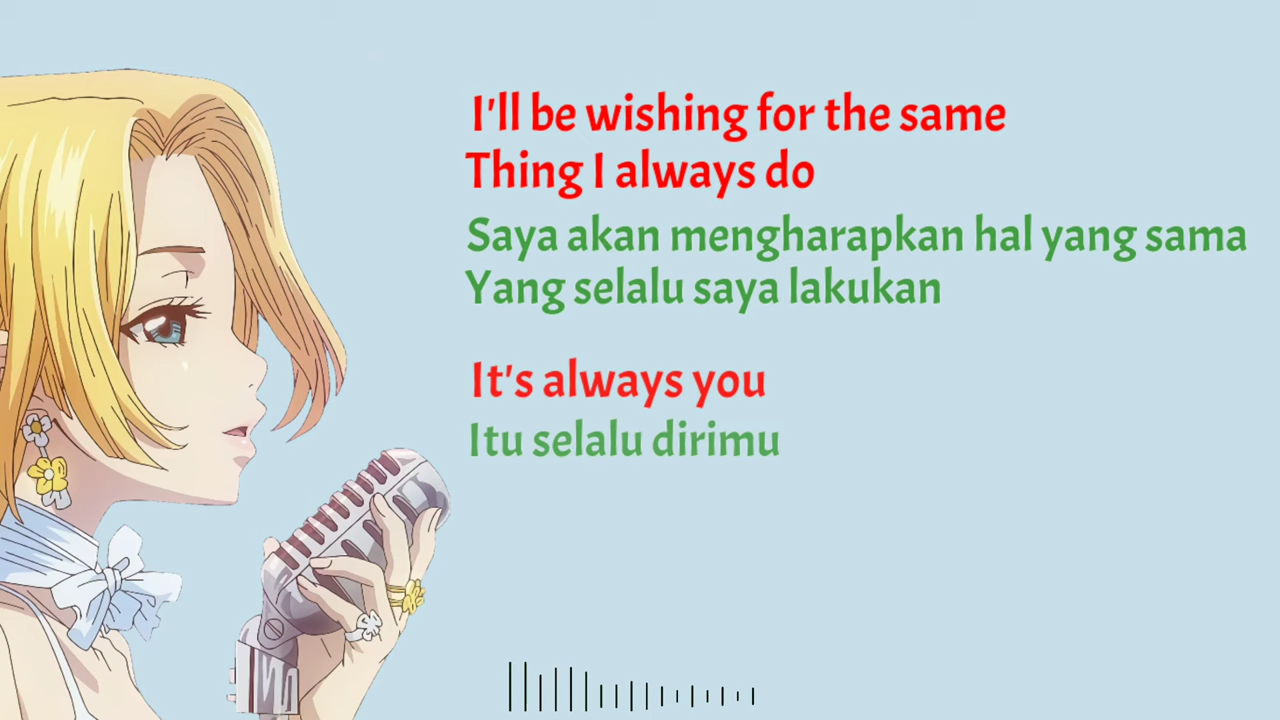 I'll be wishing for the same
Thing I always do
Saya akan mengharapkan hal yang sama
Yang selalu saya lakukan
It's always you
Itu selalu dirimu